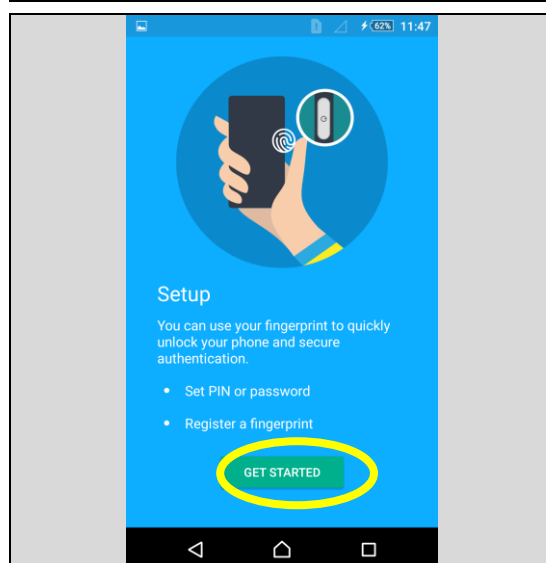 62% 11:47
Setup
You can use your fingerprint to quickly
unlock your phone and secure
authentication.
• Set PIN or password
• Register a fingerprint
GET STARTED